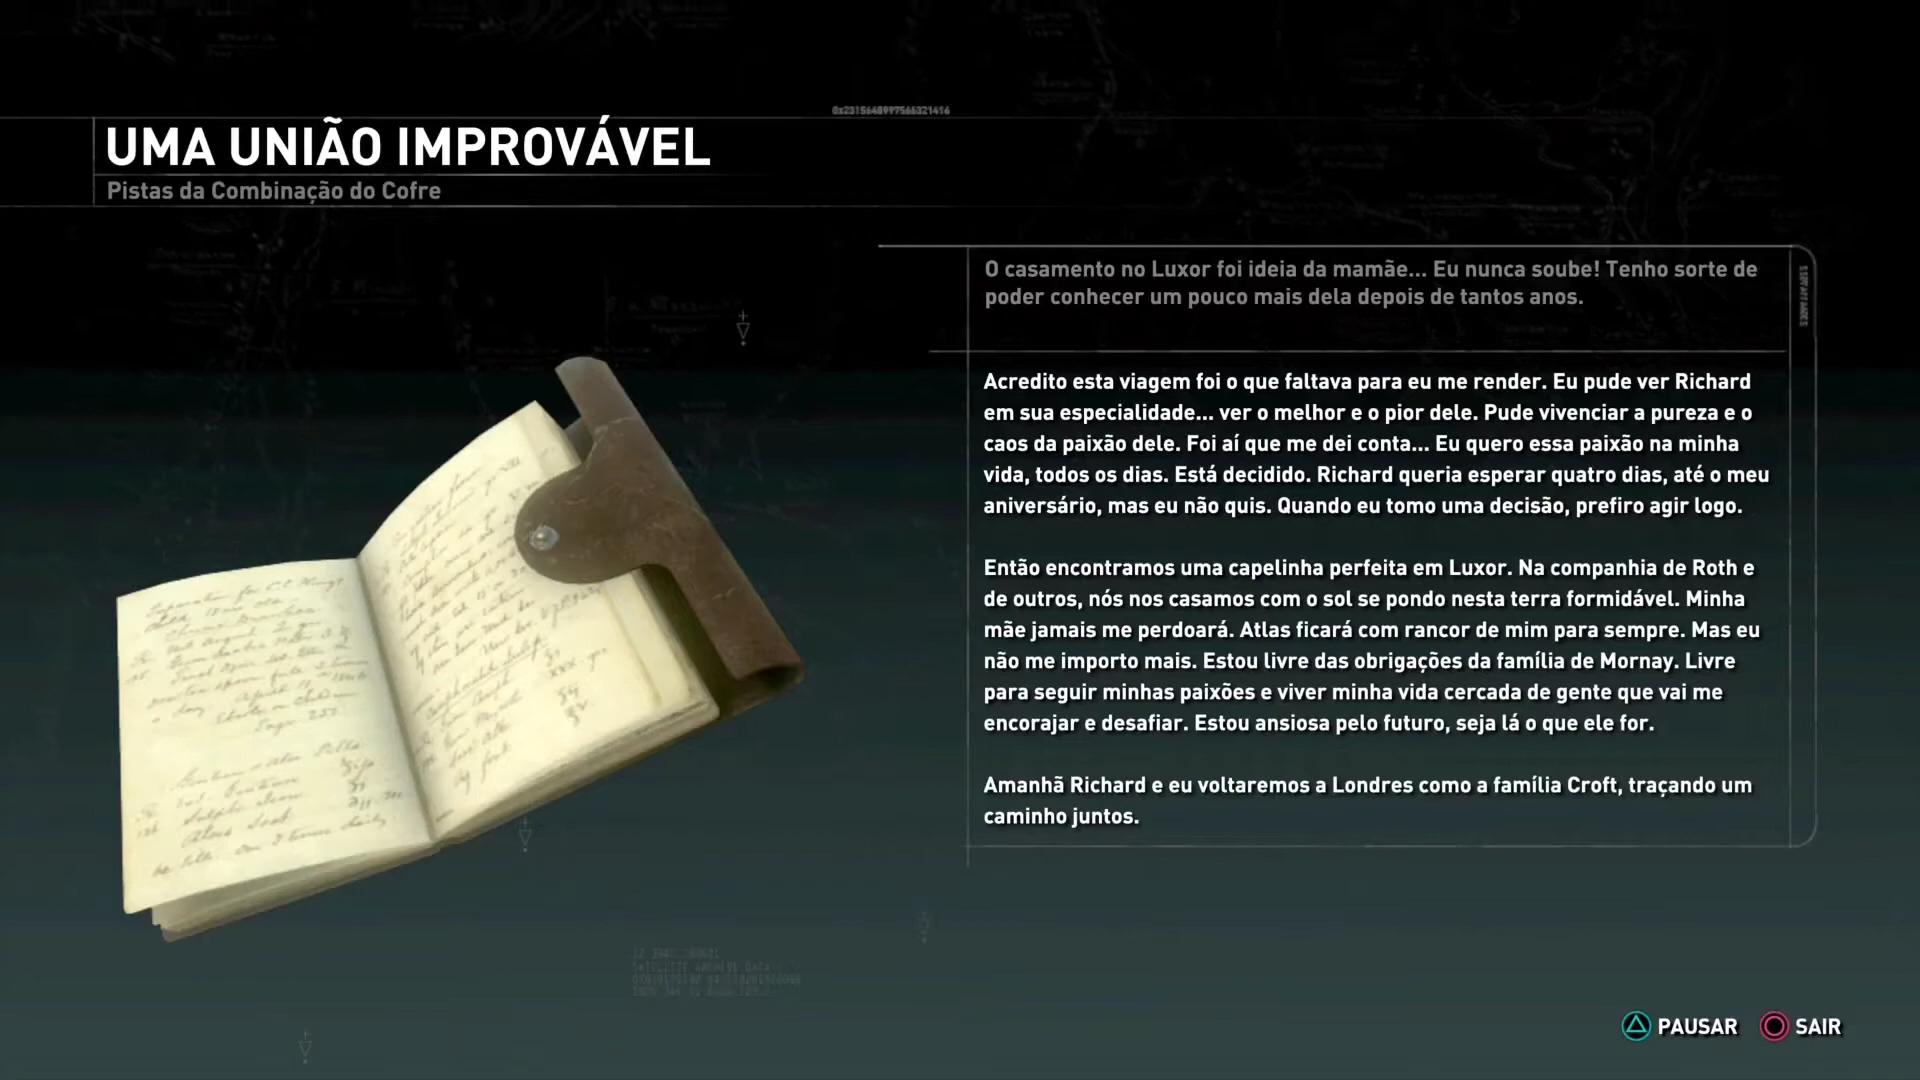 0x2315648997566321416
UMA UNIÃO IMPROVÁVEL
Pistas da Combinação do Cofre
O casamento no Luxor foi ideia da mamãe... Eu nunca soube! Tenho sorte de
poder conhecer um pouco mais dela depois de tantos anos.
Acredito esta viagem foi o que faltava para eu me render. Eu pude ver Richard
em sua especialidade... ver o melhor e o pior dele. Pude vivenciar a pureza e o
caos da paixão dele. Foi aí que me dei conta... Eu quero essa paixão na minha
vida, todos os dias. Está decidido. Richard queria esperar quatro dias, até o meu
aniversário, mas eu não quis. Quando eu tomo uma decisão, prefiro agir logo.
Então encontramos uma capelinha perfeita em Luxor. Na companhia de Roth e
de outros, nós nos casamos com o sol se pondo nesta terra formidável. Minha
mãe jamais me perdoará. Atlas ficará com rancor de mim para sempre. Mas eu
não me importo mais. Estou livre das obrigações da família de Mornay. Livre
para seguir minhas paixões e viver minha vida cercada de gente que vai me
encorajar e desafiar. Estou ansiosa pelo futuro, seja lá o que ele for.
Amanhã Richard e eu voltaremos a Londres como a família Croft, traçando um
caminho juntos.
PAUSAR
SAIR